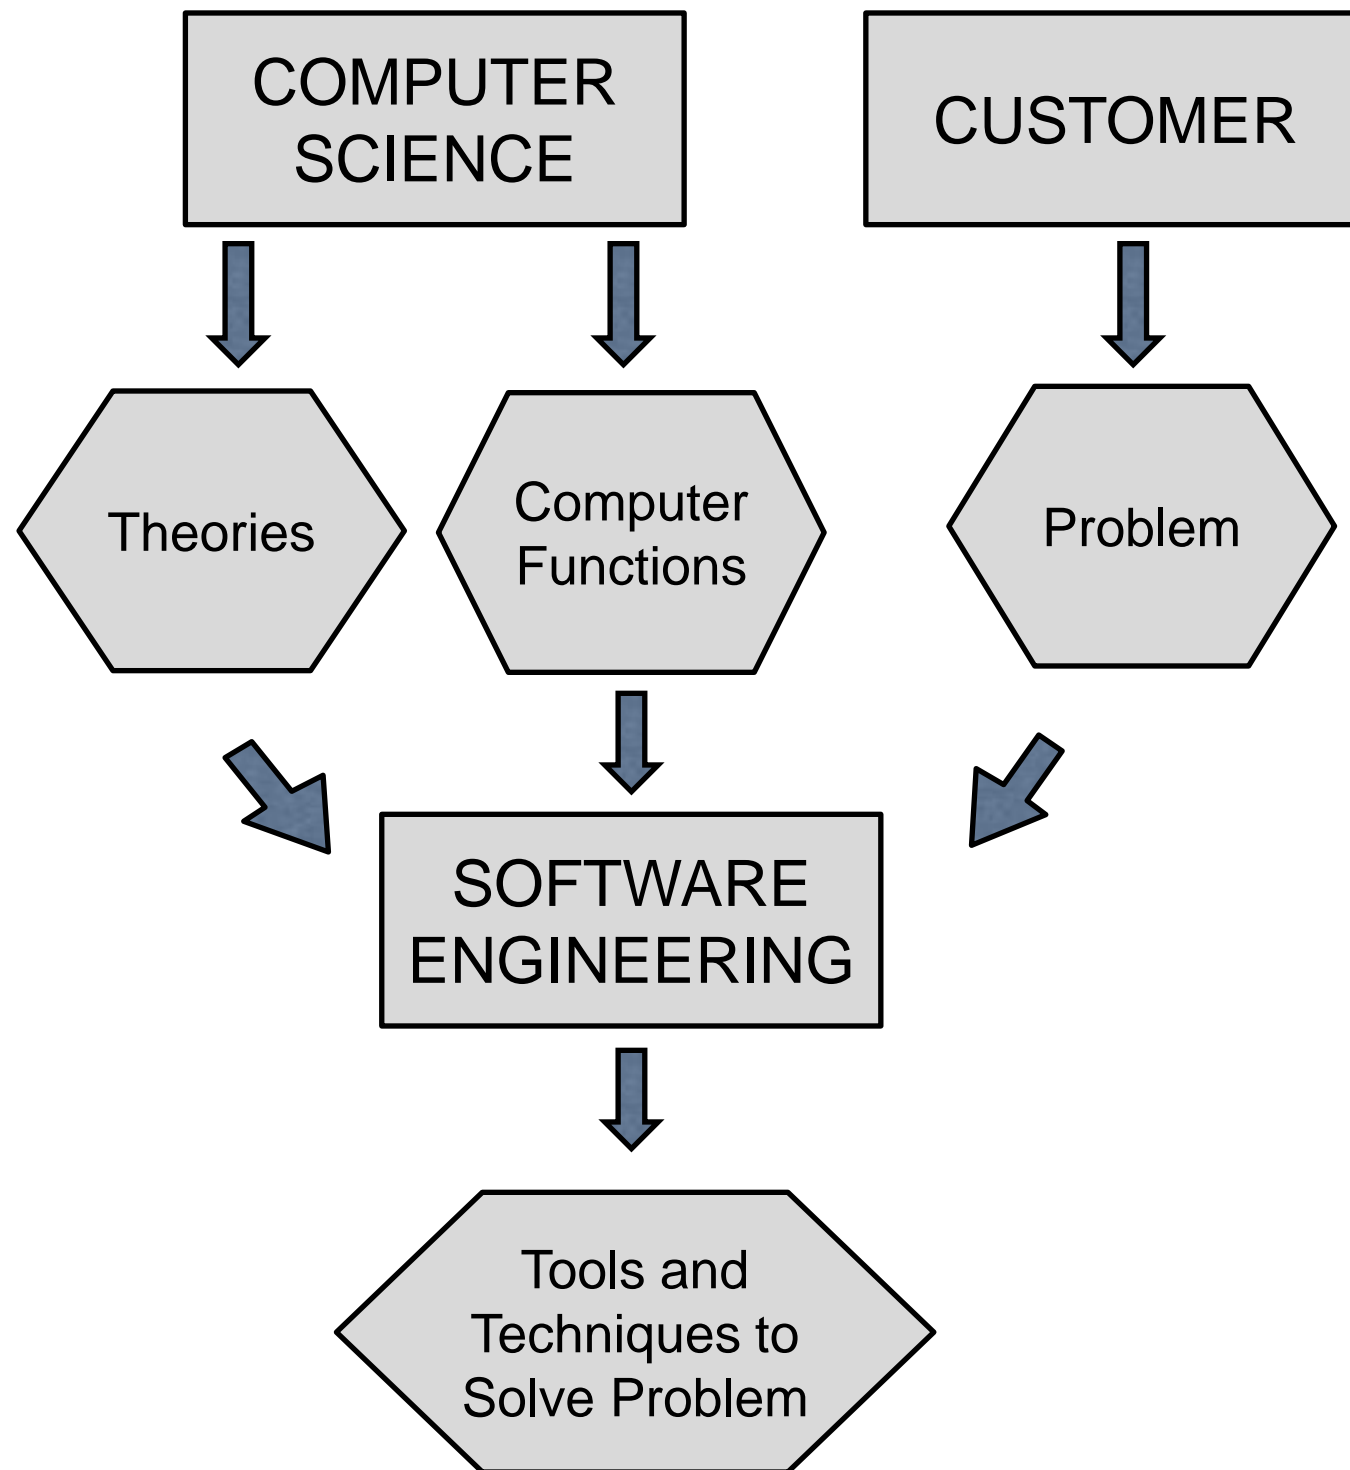 COMPUTER
SCIENCE
CUSTOMER
Theories
Computer
Functions
Problem
SOFTWARE
ENGINEERING
Tools and
Techniques to
Solve Problem